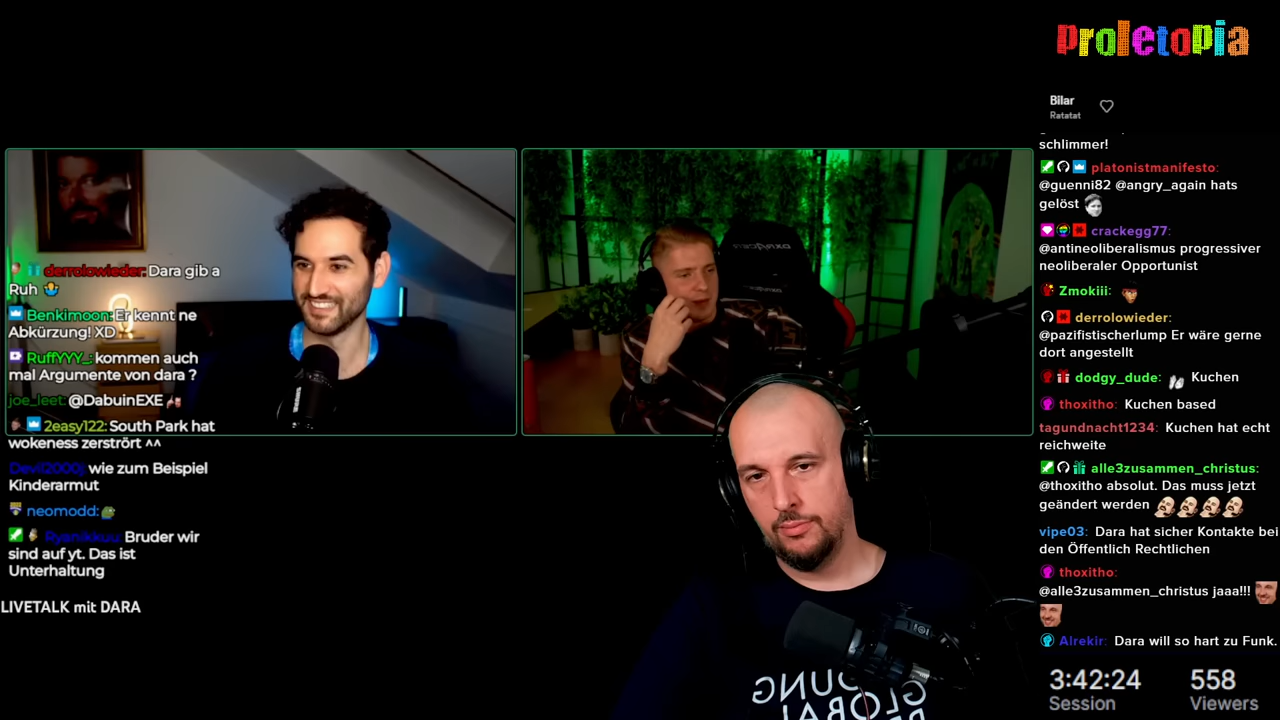 proletopia
Bilar
Ratatat
schlimmer!
platonistmanifesto:
@guenni82 @angry_again hats
gelöst
crackegg77:
@antineoliberalismus progressiver
neoliberaler Opportunist
Zmokiii:
derrolowieder:
@pazifistischerlump Er wäre gerne
dort angestellt
dodgy_dude: Kuchen
thoxitho: Kuchen based
tagundnacht1234: Kuchen hat echt
reichweite
alle3zusammen_christus:
@thoxitho absolut. Das muss jetzt
geändert werden
vipe03: Dara hat sicher Kontakte bei
den Öffentlich Rechtlichen
thoxitho:
@alle3zusammen_christus jaaa!!!
Alrekir: Dara will so hart zu Funk.
3:42:24
Session
558
Viewers
derrolowieder: Dara gib a
Ruh
Benkimoon: Er kennt ne
Abkürzung! XD
RuffYYY_: kommen auch
mal Argumente von dara ?
joe_leet: @DabuinEXE
2easy122: South Park hat
wokeness zerstrört ^^
Devil2000j: wie zum Beispiel
Kinderarmut
neomodd:
Ryanikkuu: Bruder wir
sind auf yt. Das ist
Unterhaltung
LIVETALK mit DARA
YOUNG
GLOBAL